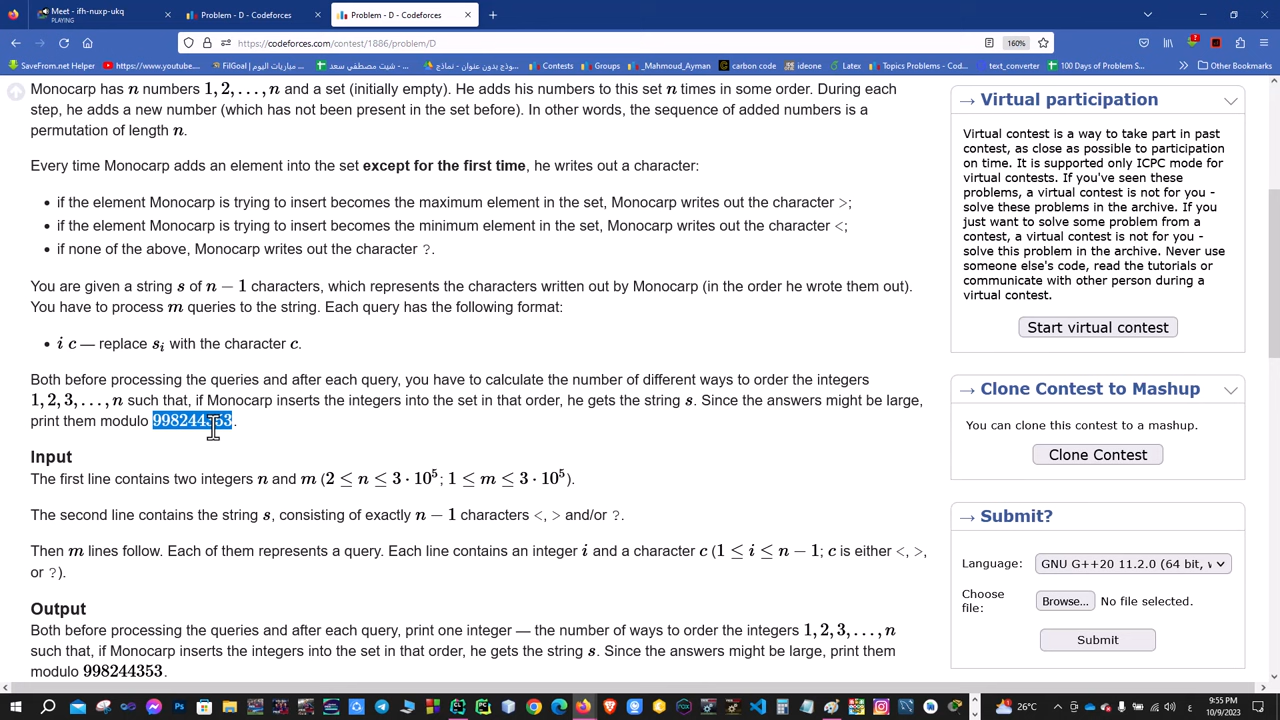 Meet - ifh-nuxp-ukq
PLAYING
Problem - D - Codeforces
Problem - D - Codeforces
https://codeforces.com/contest/1886/problem/D
160%
SaveFrom.net Helper
https://www.youtube...
FilGoal | مباريات اليوم
Contests
Groups
_Mahmoud_Ayman
carbon code
ideone
Latex
Topics Problems - Cod...
text_converter
100 Days of Problem S...
Other Bookmarks
Monocarp has n numbers 1, 2, . . . , n and a set (initially empty). He adds his numbers to this set n times in some order. During each
step, he adds a new number (which has not been present in the set before). In other words, the sequence of added numbers is a
permutation of length n.
Every time Monocarp adds an element into the set except for the first time, he writes out a character:
• if the element Monocarp is trying to insert becomes the maximum element in the set, Monocarp writes out the character >;
• if the element Monocarp is trying to insert becomes the minimum element in the set, Monocarp writes out the character <;
• if none of the above, Monocarp writes out the character ?.
You are given a string s of n − 1 characters, which represents the characters written out by Monocarp (in the order he wrote them out).
You have to process m queries to the string. Each query has the following format:
• i c — replace sᵢ with the character c.
Both before processing the queries and after each query, you have to calculate the number of different ways to order the integers
1, 2, 3, . . . , n such that, if Monocarp inserts the integers into the set in that order, he gets the string s. Since the answers might be large,
print them modulo 998244353.
Input
The first line contains two integers n and m (2 ≤ n ≤ 3 · 10⁵; 1 ≤ m ≤ 3 · 10⁵).
The second line contains the string s, consisting of exactly n − 1 characters <, > and/or ?.
Then m lines follow. Each of them represents a query. Each line contains an integer i and a character c (1 ≤ i ≤ n − 1; c is either <, >,
or ?).
Output
Both before processing the queries and after each query, print one integer — the number of ways to order the integers 1, 2, 3, . . . , n
such that, if Monocarp inserts the integers into the set in that order, he gets the string s. Since the answers might be large, print them
modulo 998244353.
→ Virtual participation
Virtual contest is a way to take part in past
contest, as close as possible to participation
on time. It is supported only ICPC mode for
virtual contests. If you've seen these
problems, a virtual contest is not for you -
solve these problems in the archive. If you
just want to solve some problem from a
contest, a virtual contest is not for you -
solve this problem in the archive. Never use
someone else's code, read the tutorials or
communicate with other person during a
virtual contest.
Start virtual contest
→ Clone Contest to Mashup
You can clone this contest to a mashup.
Clone Contest
→ Submit?
Language:
GNU G++20 11.2.0 (64 bit,
Choose
file:
Browse...
No file selected.
Submit
26°C
ENG
9:55 PM
10/9/2023